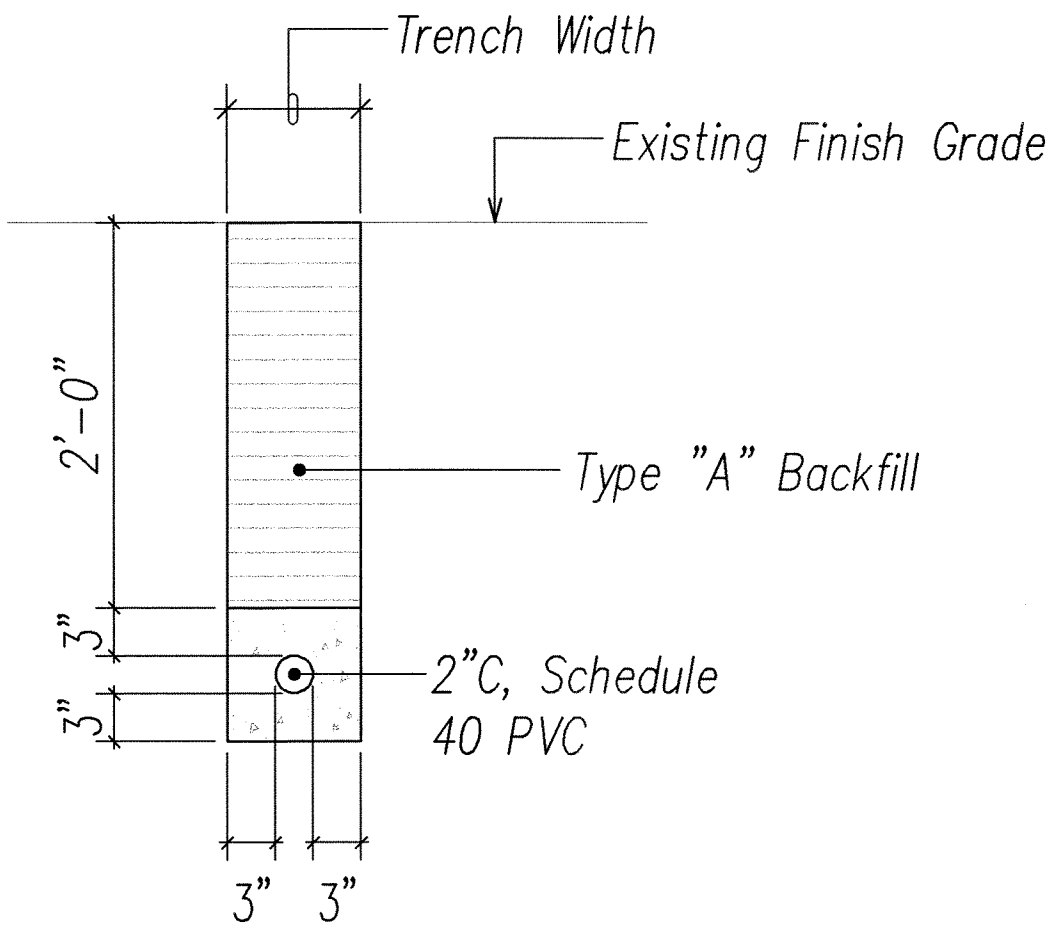 Trench Width
Existing Finish Grade
2'-0"
Type "A" Backfill
3"
2"C, Schedule
40 PVC
3"
3" 3"